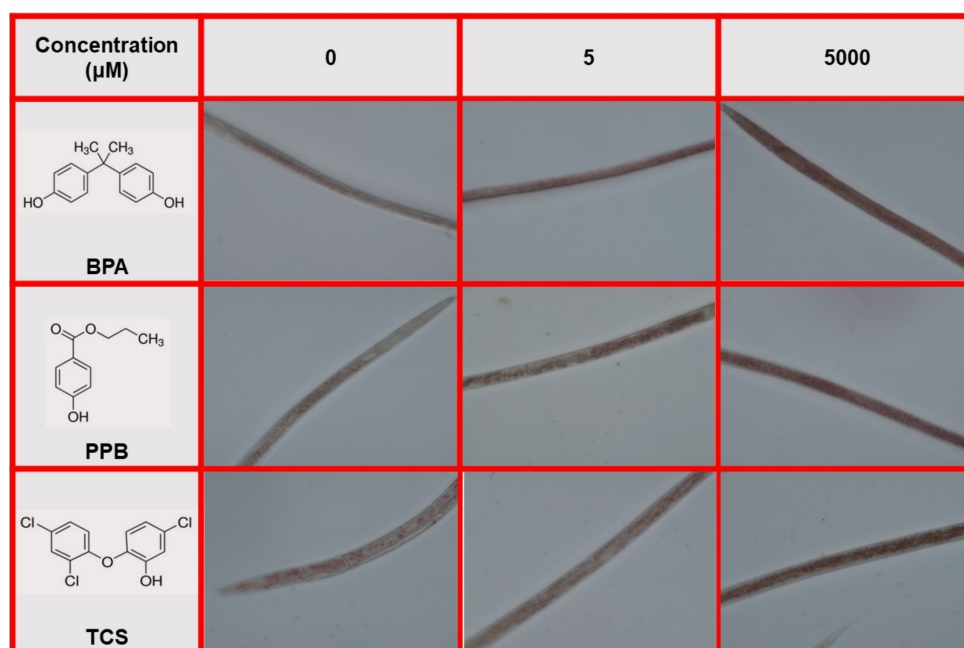 Concentration
(µM)
0
5
5000
H₃C CH₃
HO OH
BPA
O
O CH₃
OH
PPB
Cl Cl
O
Cl OH
TCS